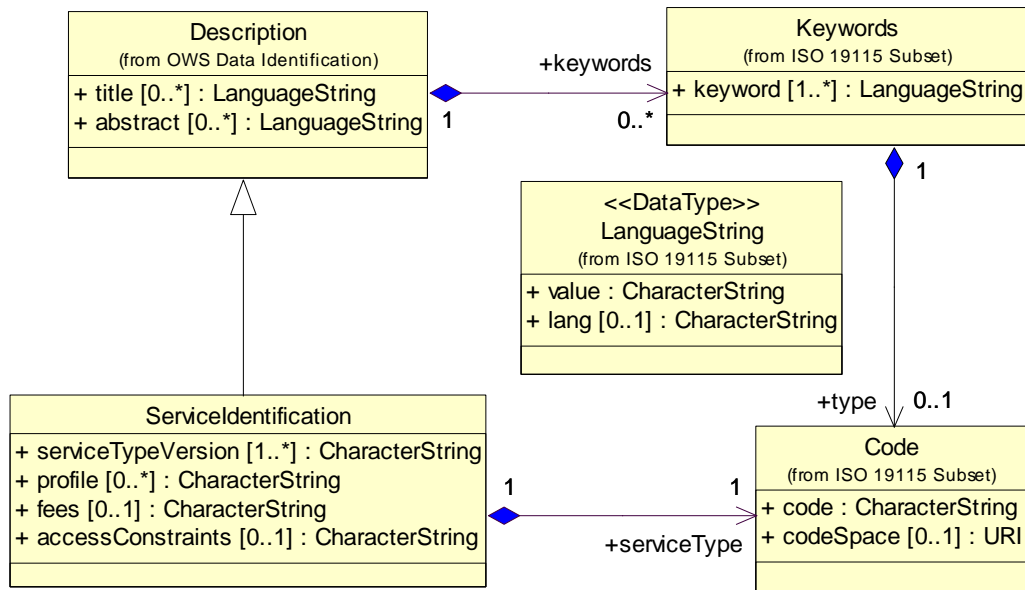 Description
(from OWS Data Identification)
+ title [0..*] : LanguageString
+ abstract [0..*] : LanguageString
+keywords
1
0..*
Keywords
(from ISO 19115 Subset)
+ keyword [1..*] : LanguageString
1
<<DataType>>
LanguageString
(from ISO 19115 Subset)
+ value : CharacterString
+ lang [0..1] : CharacterString
+type
0..1
ServiceIdentification
+ serviceTypeVersion [1..*] : CharacterString
+ profile [0..*] : CharacterString
+ fees [0..1] : CharacterString
+ accessConstraints [0..1] : CharacterString
1
1
+serviceType
Code
(from ISO 19115 Subset)
+ code : CharacterString
+ codeSpace [0..1] : URI